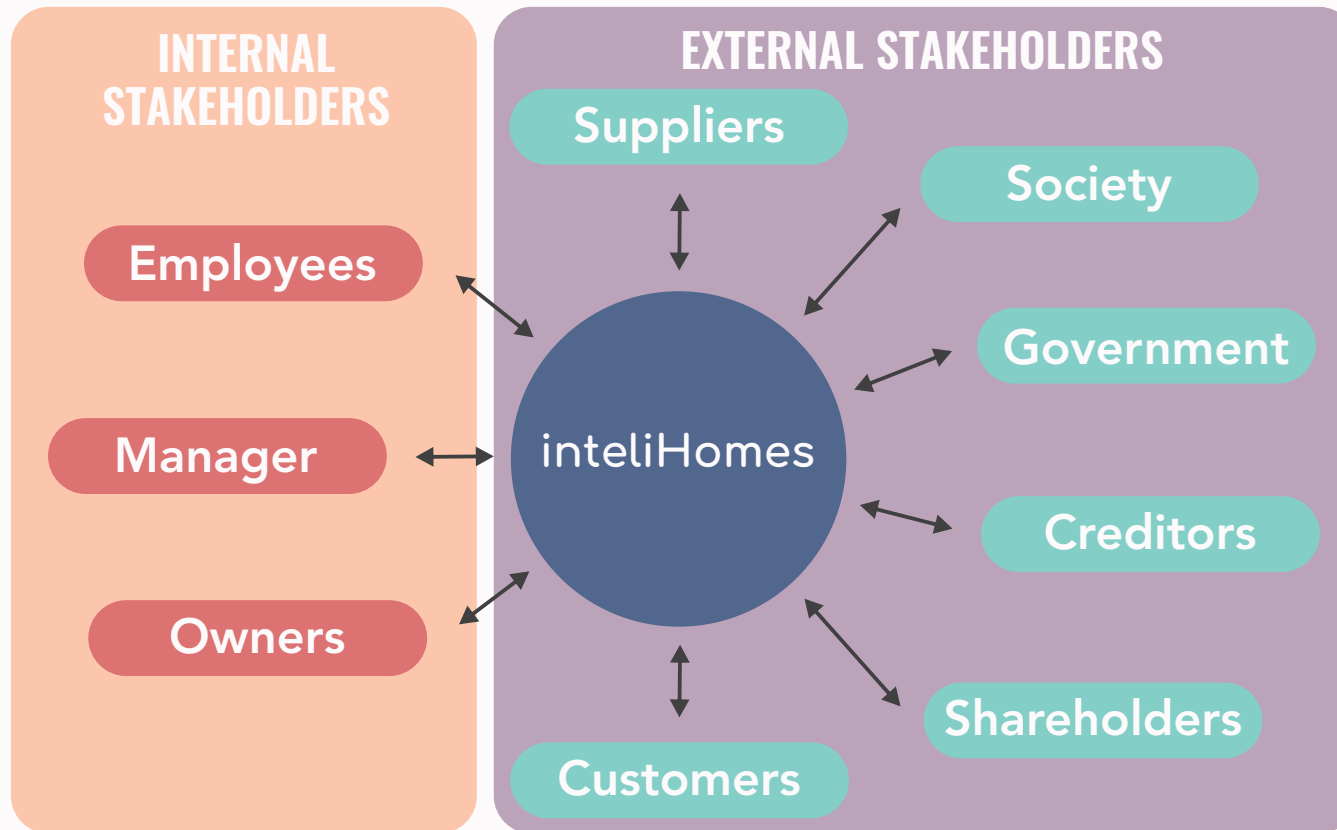 INTERNAL
STAKEHOLDERS
Employees
Manager
Owners
EXTERNAL STAKEHOLDERS
Suppliers
Society
Government
inteliHomes
Creditors
Shareholders
Customers